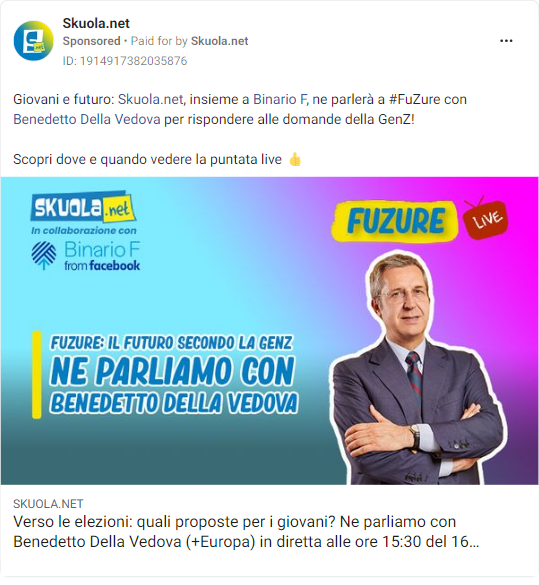 Skuola.net
Sponsored • Paid for by Skuola.net
ID: 1914917382035876
Giovani e futuro: Skuola.net, insieme a Binario F, ne parlerà a #FuZure con
Benedetto Della Vedova per rispondere alle domande della GenZ!
Scopri dove e quando vedere la puntata live 👍
SKUOLA.net
In collaborazione con
Binario F
from facebook
FUZURE
LIVE
FUZURE: IL FUTURO SECONDO LA GENZ
NE PARLIAMO CON
BENEDETTO DELLA VEDOVA
SKUOLA.NET
Verso le elezioni: quali proposte per i giovani? Ne parliamo con
Benedetto Della Vedova (+Europa) in diretta alle ore 15:30 del 16...